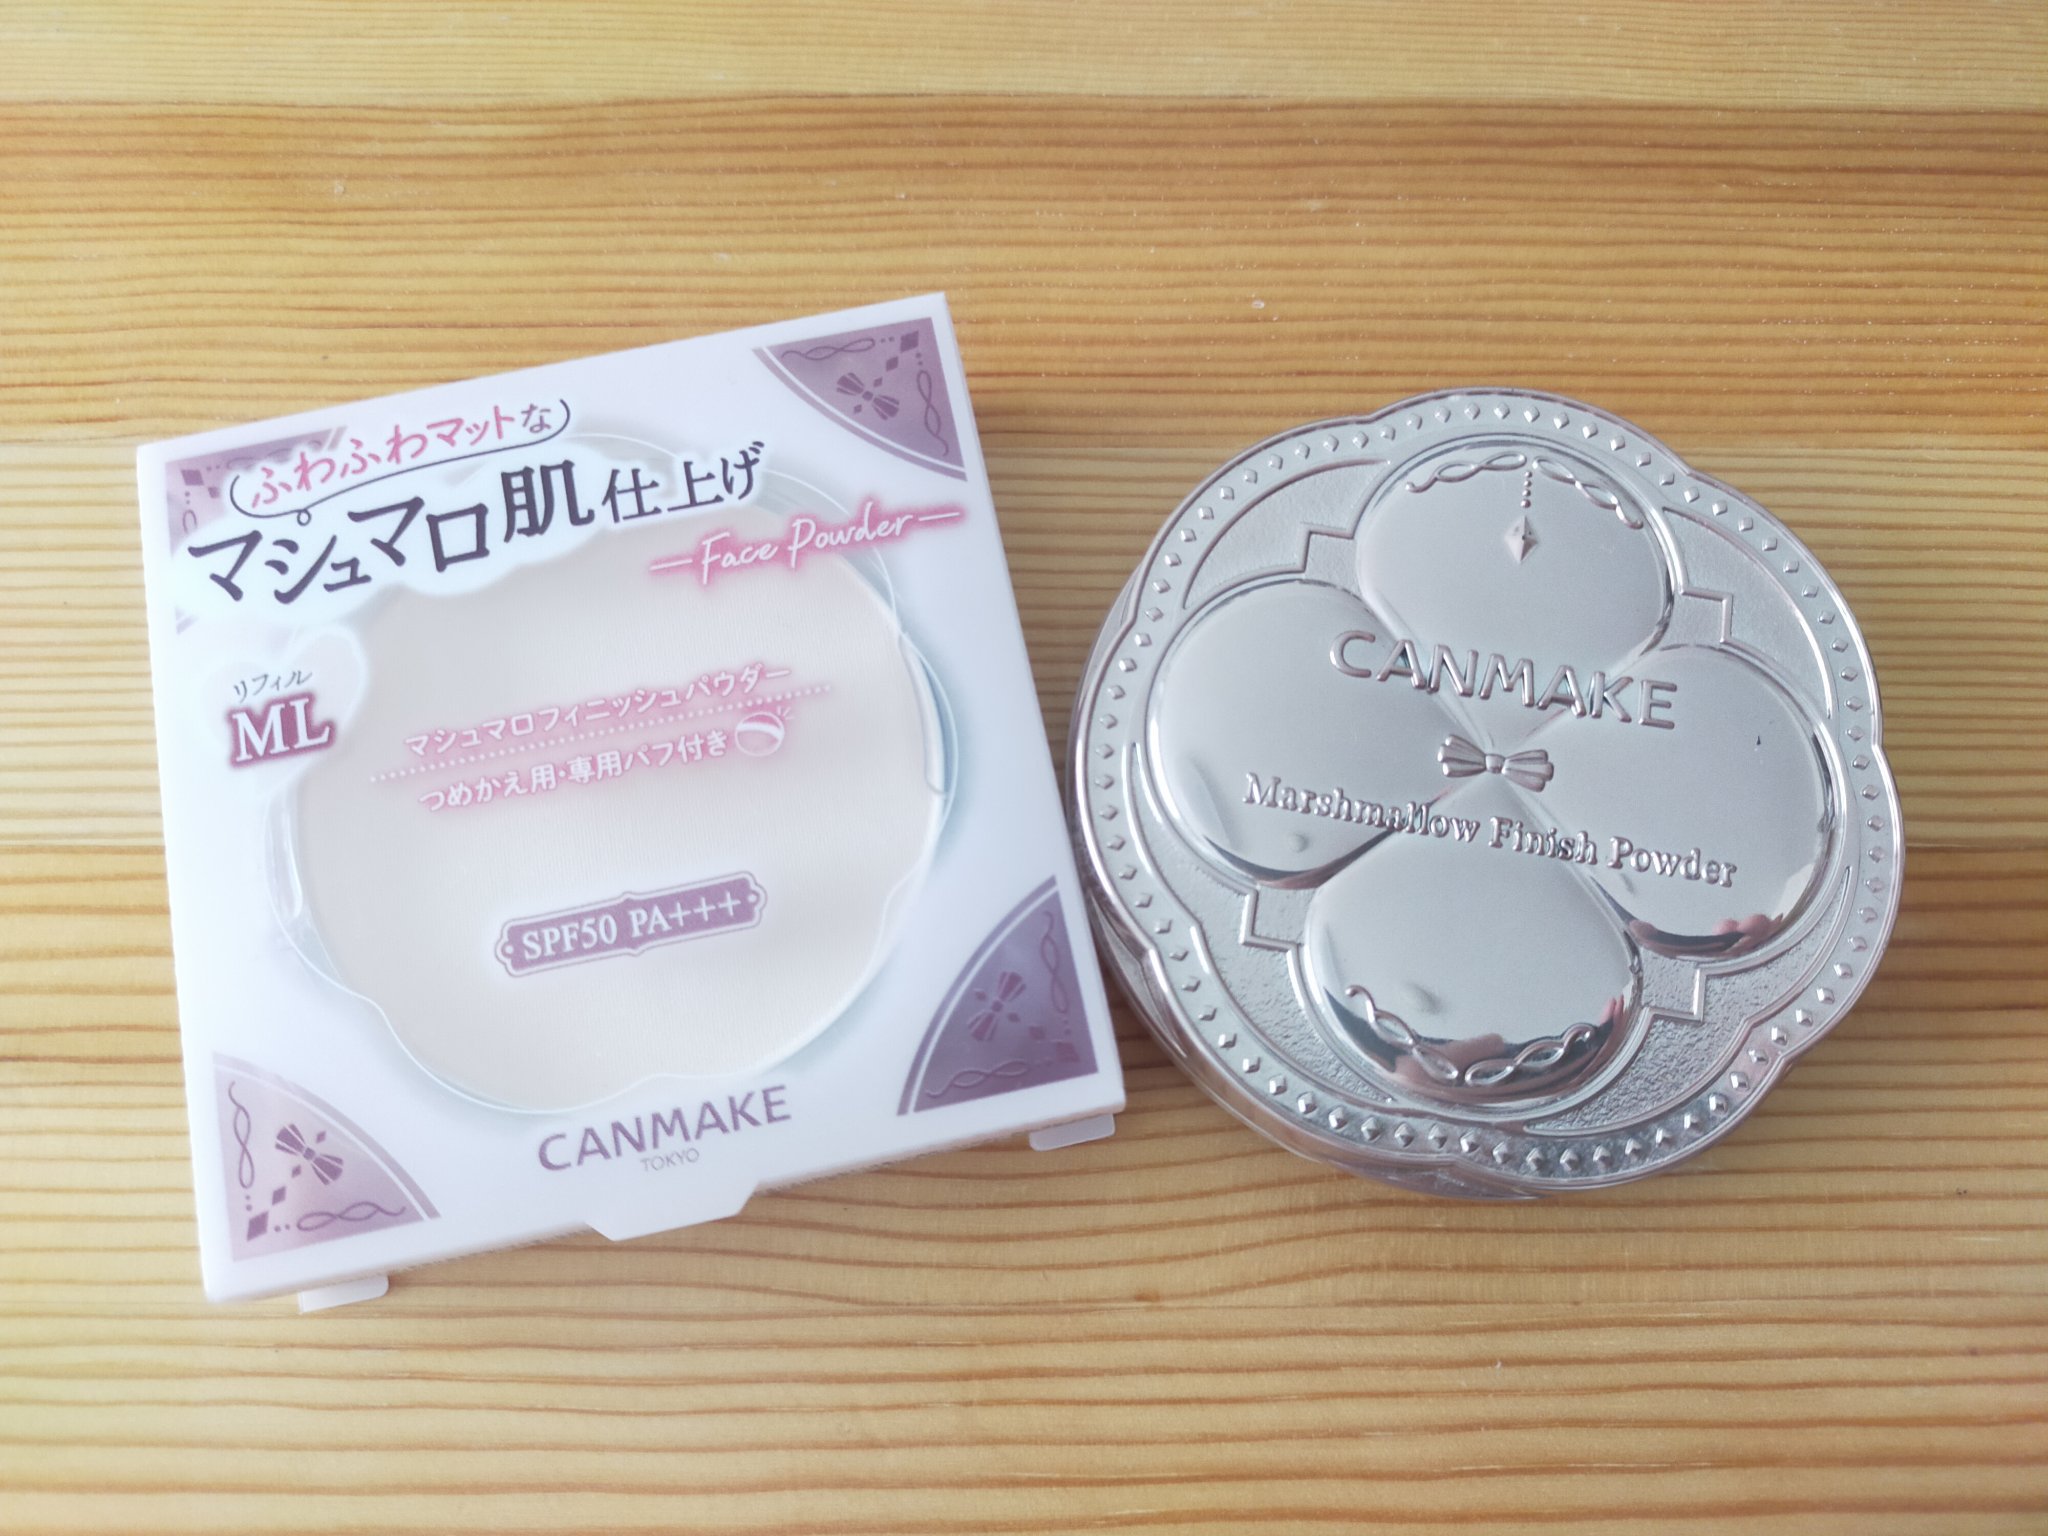 ふわふわマットな
マシュマロ肌仕上げ
Face Powder
リフィル
ML
マシュマロフィニッシュパウダー
つめかえ用・専用パフ付き
SPF50 PA+++
CANMAKE
TOKYO
CANMAKE
Marshmallow Finish Powder